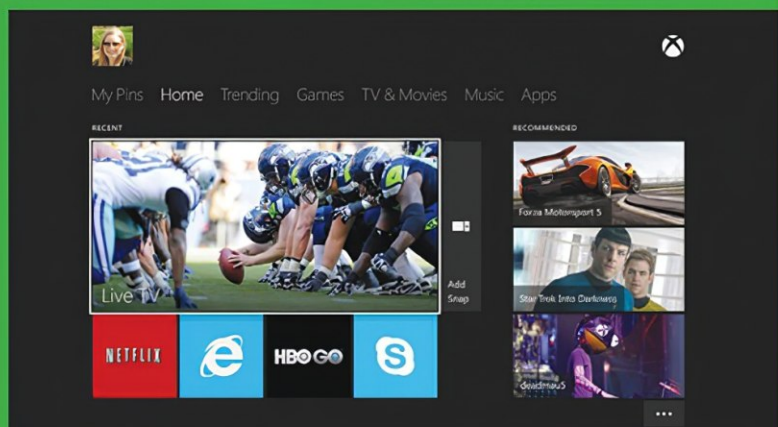 My Pins Home Trending Games TV & Movies Music Apps
RECENT
RECOMMENDED
Live TV
Add
Snap
Forza Motorsport 5
Star Trek Into Darkness
deadmau5
NETFLIX
HBO GO